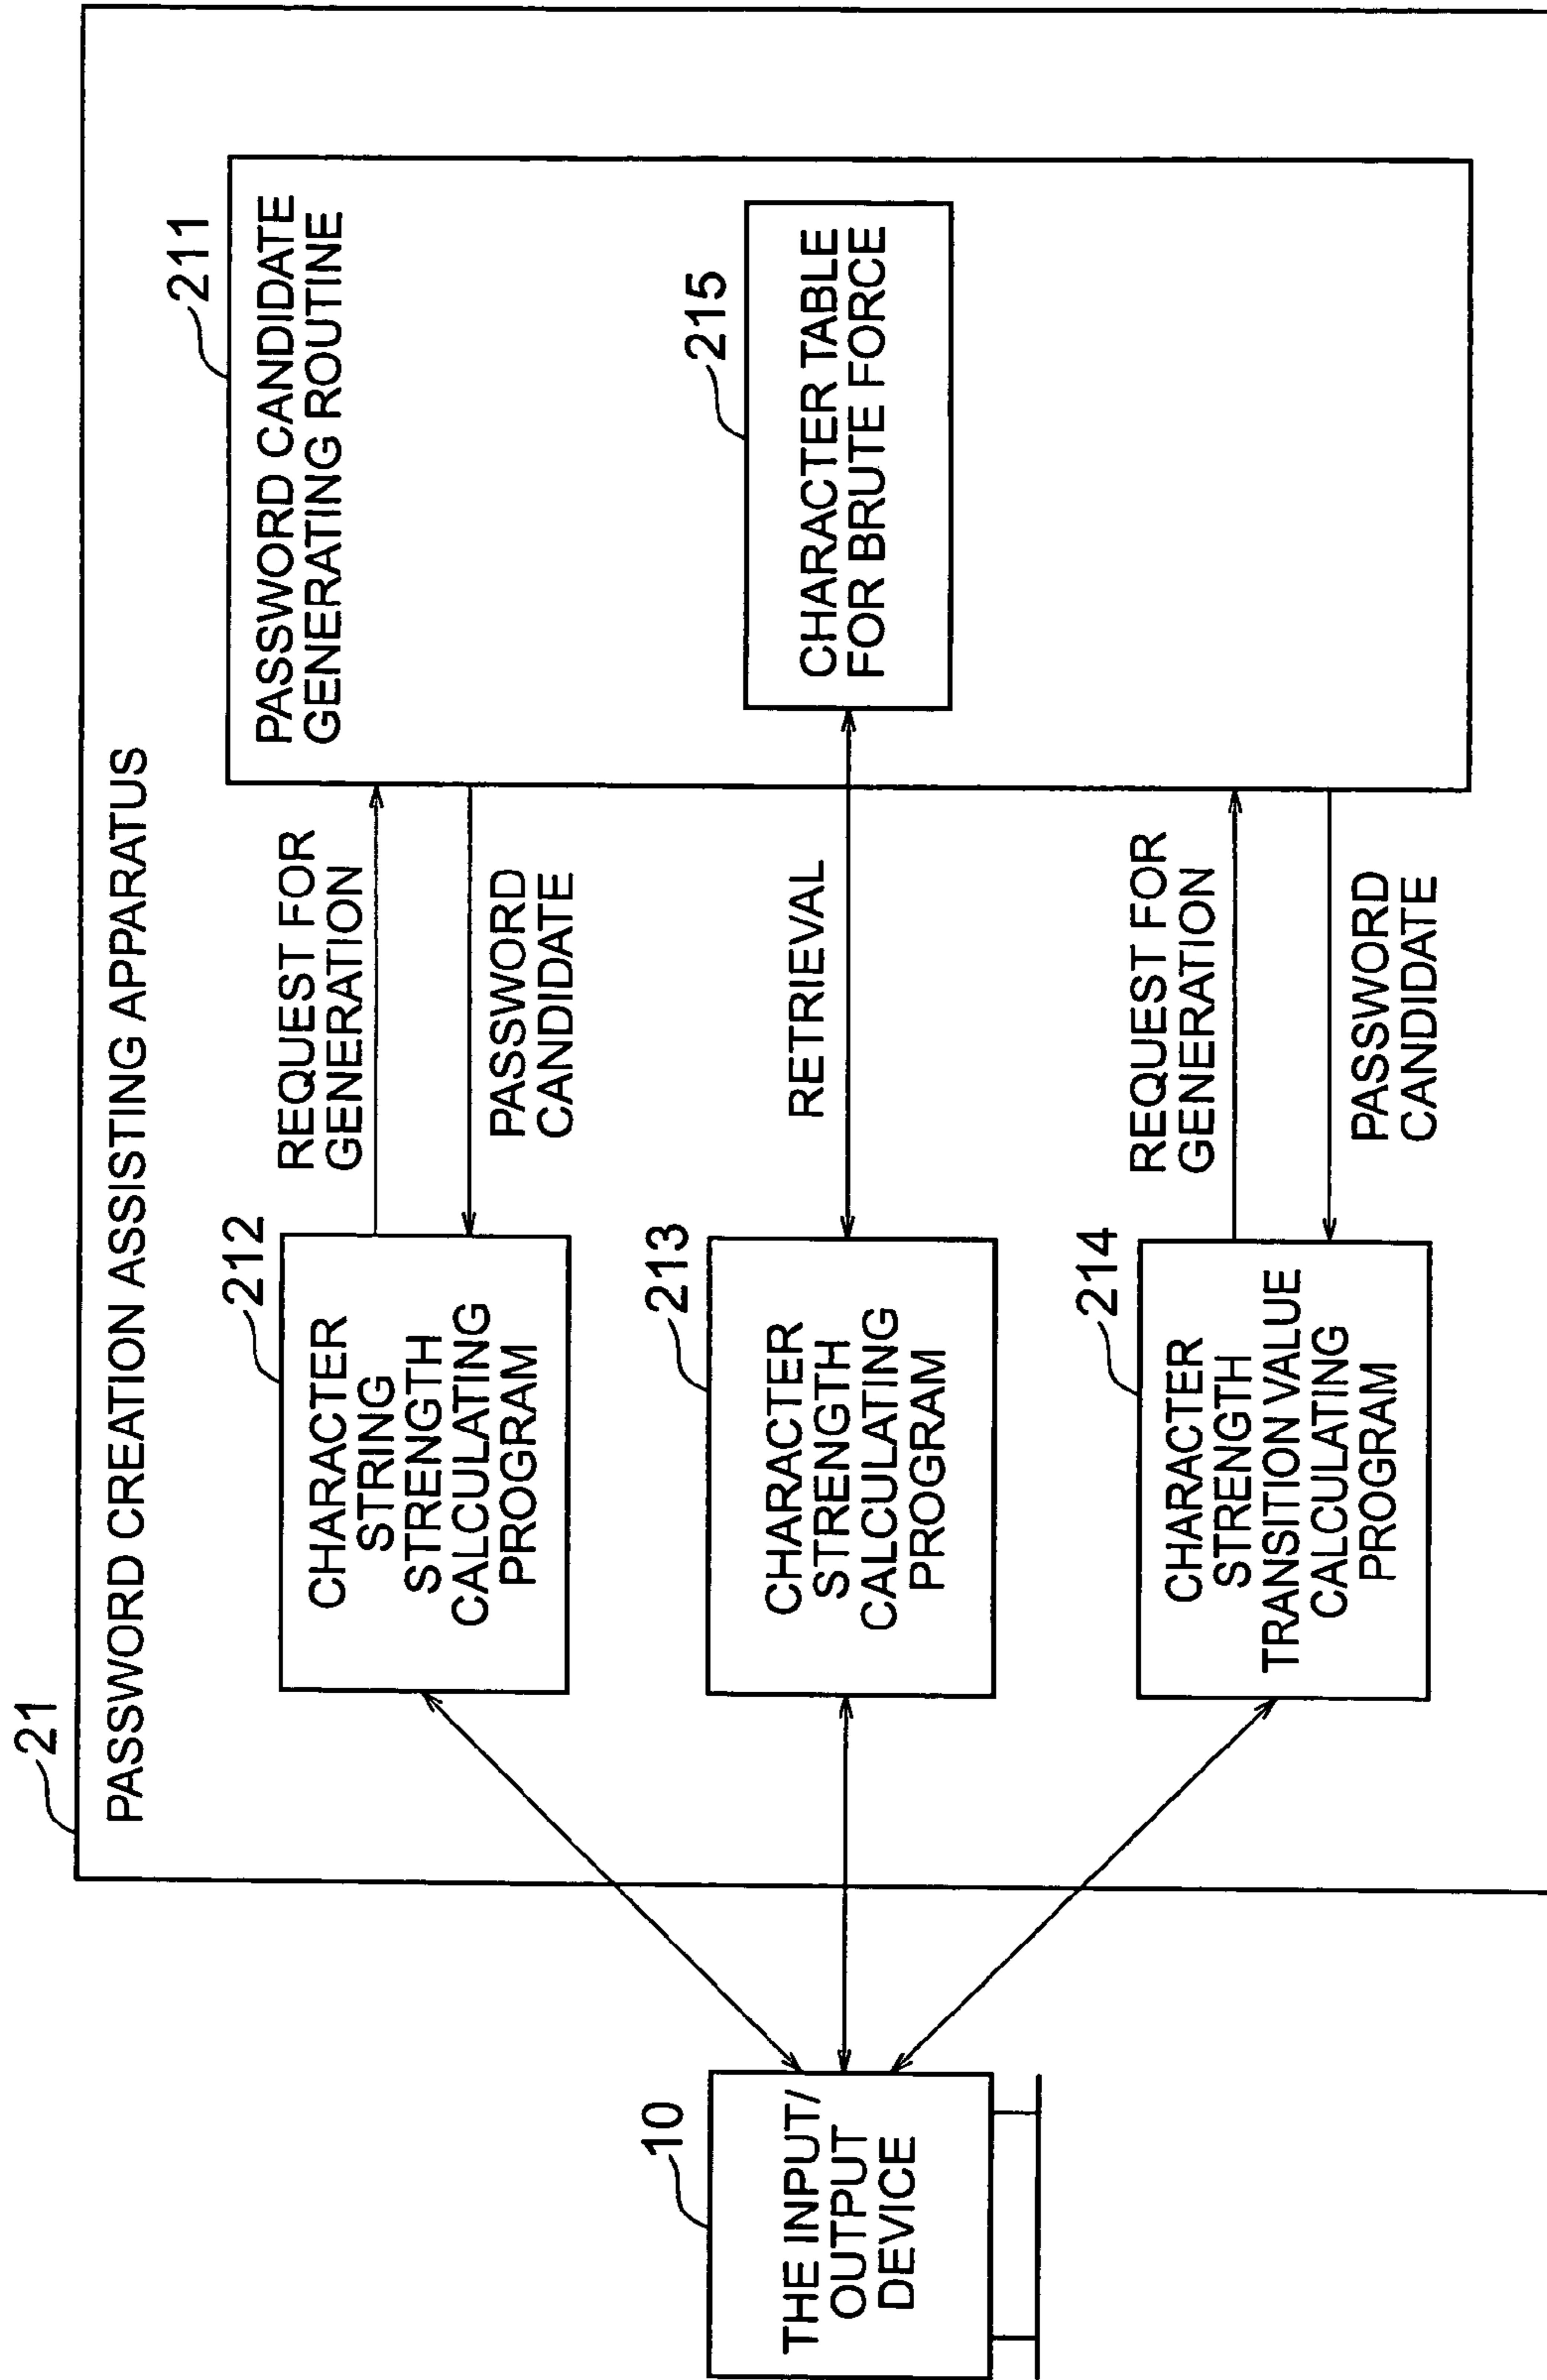 21
PASSWORD CREATION ASSISTING APPARATUS
10
THE INPUT/
OUTPUT
DEVICE
212
CHARACTER
STRING
STRENGTH
CALCULATING
PROGRAM
213
CHARACTER
STRENGTH
CALCULATING
PROGRAM
214
CHARACTER
STRENGTH
TRANSITION VALUE
CALCULATING
PROGRAM
REQUEST FOR
GENERATION
PASSWORD
CANDIDATE
RETRIEVAL
REQUEST FOR
GENERATION
PASSWORD
CANDIDATE
211
PASSWORD CANDIDATE
GENERATING ROUTINE
215
CHARACTER TABLE
FOR BRUTE FORCE